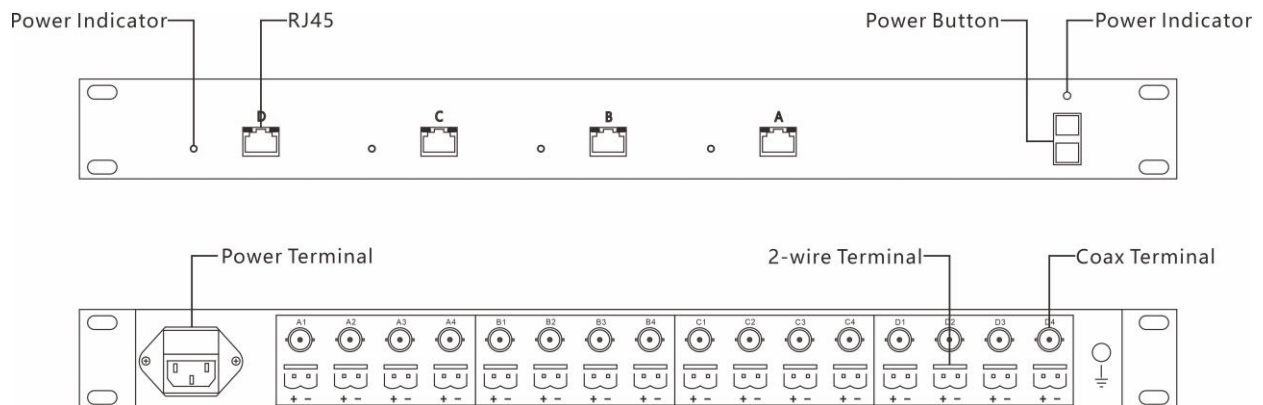 Power Indicator RJ45 Power Button Power Indicator
D C B A
Power Terminal 2-wire Terminal Coax Terminal
A1 A2 A3 A4 B1 B2 B3 B4 C1 C2 C3 C4 D1 D2 D3 D4
+ - + - + - + - + - + - + - + - + - + - + - + - + - + - + - + -